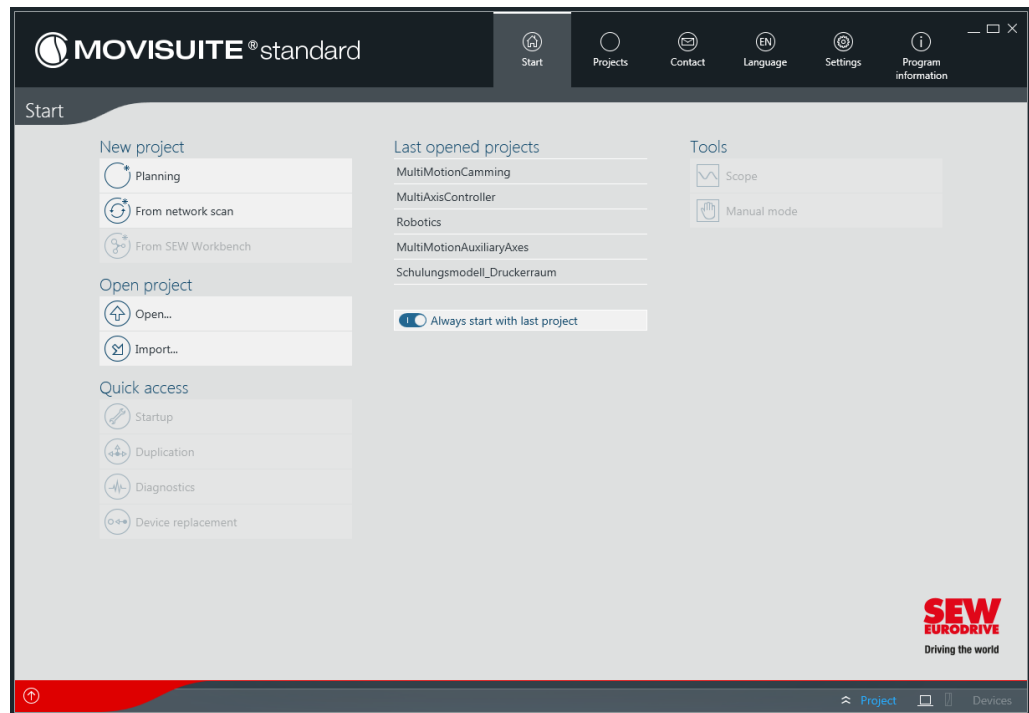 MOVISUITE® standard
Start
Projects
Contact
EN
Language
Settings
Program
information
Start
New project
Planning
From network scan
From SEW Workbench
Open project
Open...
Import...
Quick access
Startup
Duplication
Diagnostics
Device replacement
Last opened projects
MultiMotionCamming
MultiAxisController
Robotics
MultiMotionAuxiliaryAxes
Schulungsmodell_Druckerraum
Always start with last project
Tools
Scope
Manual mode
SEW
EURODRIVE
Driving the world
Project
Devices